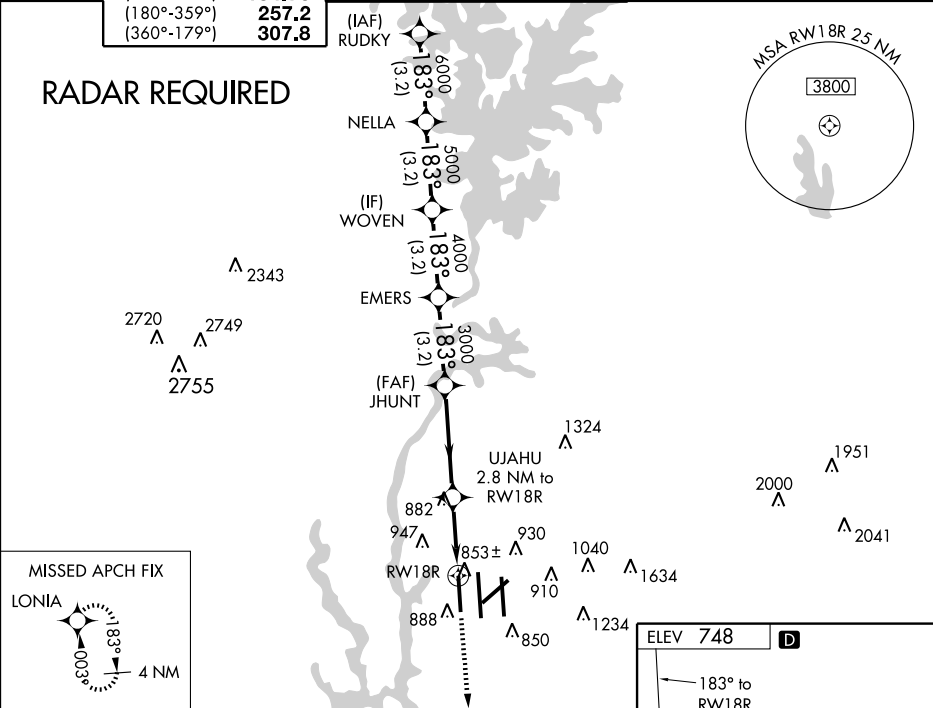 (180°-359°) 257.2
(360°-179°) 307.8
RADAR REQUIRED
(IAF)
RUDKY
6000
183°
(3.2)
NELLA
5000
183°
(3.2)
(IF)
WOVEN
4000
183°
(3.2)
EMERS
3000
183°
(3.2)
(FAF)
JHUNT
MSA RW18R 25 NM
3800
2343
2720
2749
2755
1324
UJAHU
2.8 NM to
RW18R
1951
2000
2041
882
947
930
853±
1040
RW18R
910
1634
888
850
1234
MISSED APCH FIX
LONIA
183°
003°
4 NM
ELEV 748 D
183° to
RW18R